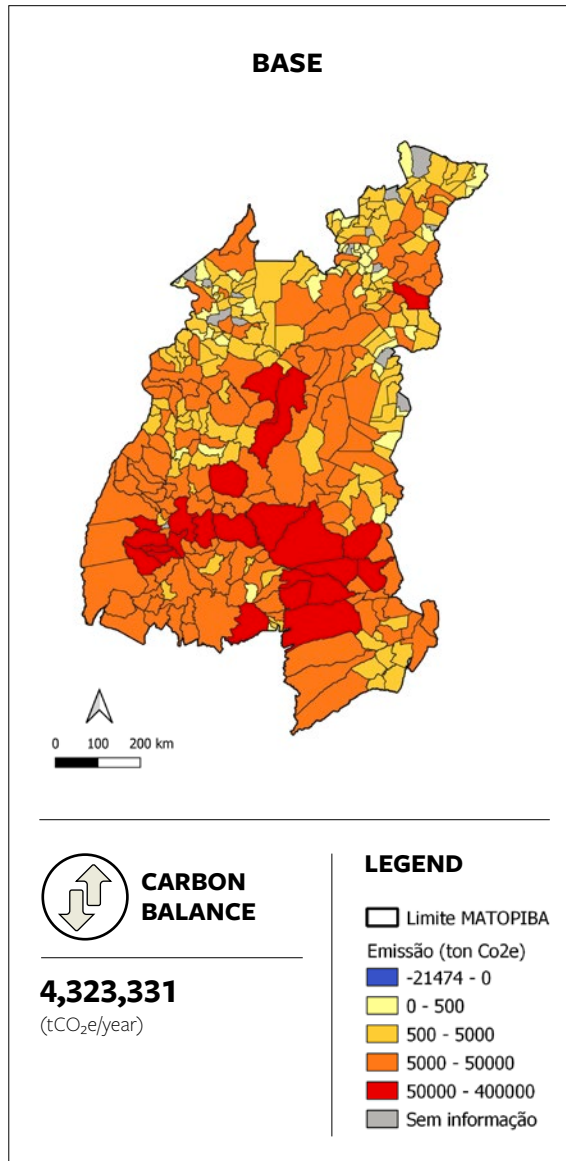 BASE
0 100 200 km
CARBON
BALANCE
4,323,331
(tCO₂e/year)
LEGEND
Limite MATOPIBA
Emissão (ton Co2e)
-21474 - 0
0 - 500
500 - 5000
5000 - 50000
50000 - 400000
Sem informação